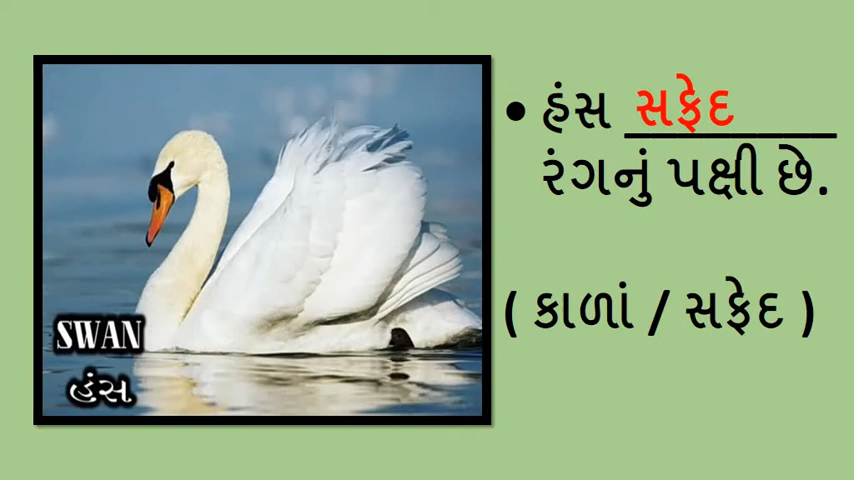 • હંસ સફેદ
રંગનું પક્ષી છે.
( કાળાં / સફેદ )
SWAN
હંસ